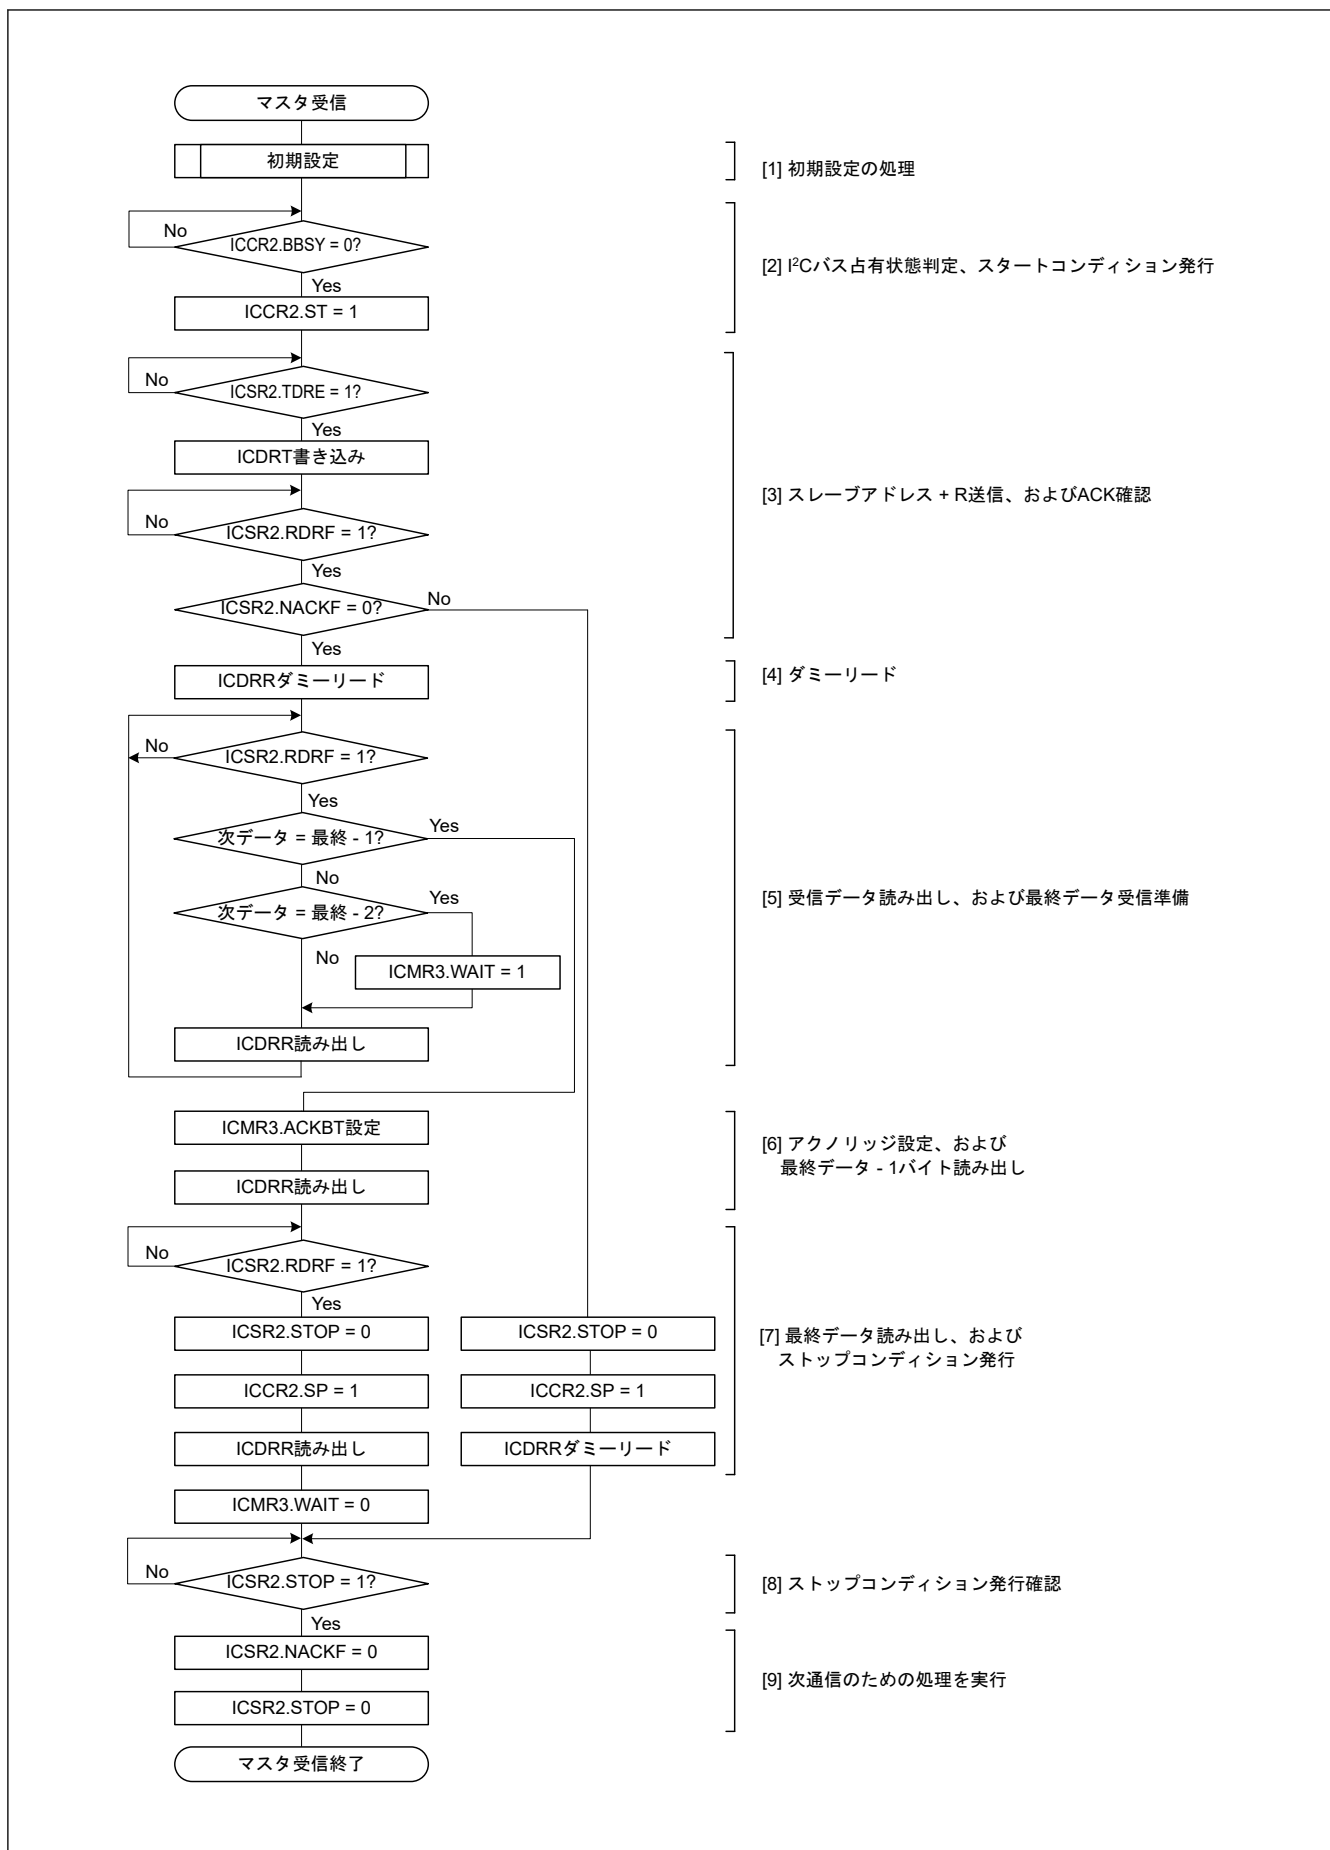 マスタ受信
初期設定
[1] 初期設定の処理
No
ICCR2.BBSY = 0?
[2] I²Cバス占有状態判定、スタートコンディション発行
Yes
ICCR2.ST = 1
No
ICSR2.TDRE = 1?
Yes
ICDRT書き込み
[3] スレーブアドレス + R送信、およびACK確認
No
ICSR2.RDRF = 1?
Yes
ICSR2.NACKF = 0?
No
Yes
ICDRRダミーリード
[4] ダミーリード
No
ICSR2.RDRF = 1?
Yes
次データ = 最終 - 1?
Yes
No
次データ = 最終 - 2?
Yes
[5] 受信データ読み出し、および最終データ受信準備
No
ICMR3.WAIT = 1
ICDRR読み出し
ICMR3.ACKBT設定
[6] アクノリッジ設定、および
最終データ - 1バイト読み出し
ICDRR読み出し
No
ICSR2.RDRF = 1?
Yes
ICSR2.STOP = 0
ICSR2.STOP = 0
[7] 最終データ読み出し、および
ストップコンディション発行
ICCR2.SP = 1
ICCR2.SP = 1
ICDRR読み出し
ICDRRダミーリード
ICMR3.WAIT = 0
No
ICSR2.STOP = 1?
[8] ストップコンディション発行確認
Yes
ICSR2.NACKF = 0
[9] 次通信のための処理を実行
ICSR2.STOP = 0
マスタ受信終了